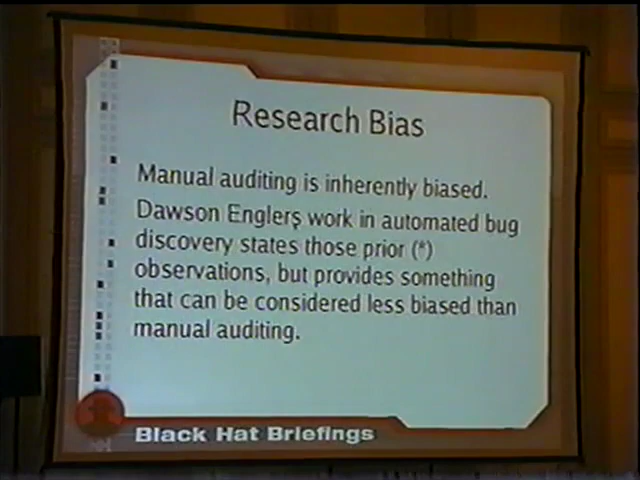 Research Bias
Manual auditing is inherently biased.
Dawson Englers work in automated bug
discovery states those prior (*)
observations, but provides something
that can be considered less biased than
manual auditing.
Black Hat Briefings